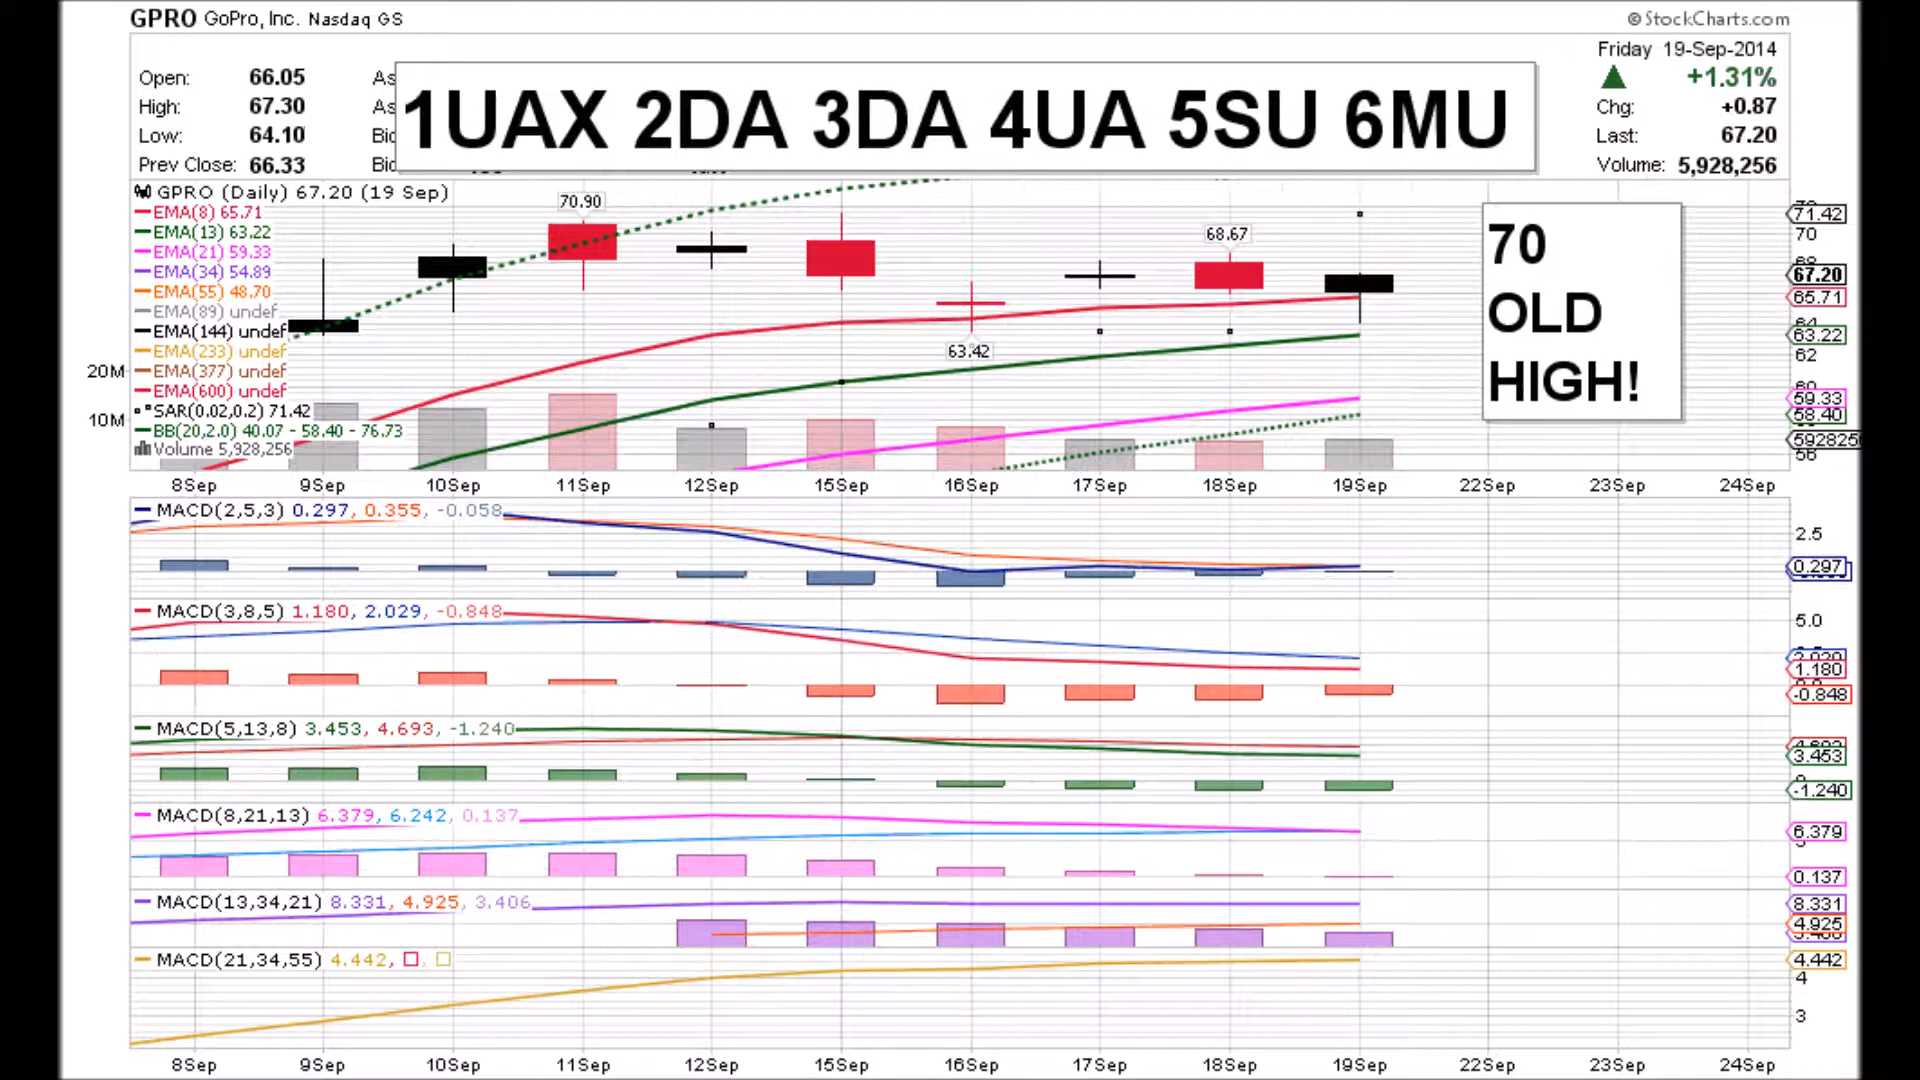 GPRO GoPro, Inc. Nasdaq GS
© StockCharts.com
Friday 19-Sep-2014
Open: 66.05
High: 67.30
Low: 64.10
Prev Close: 66.33
As
As
Bic
Bic
1UAX 2DA 3DA 4UA 5SU 6MU
+1.31%
Chg: +0.87
Last: 67.20
Volume: 5,928,256
GPRO (Daily) 67.20 (19 Sep)
EMA(8) 65.71
EMA(13) 63.22
EMA(21) 59.33
EMA(34) 54.89
EMA(55) 48.70
EMA(89) undef
EMA(144) undef
EMA(233) undef
EMA(377) undef
EMA(600) undef
SAR(0.02,0.2) 71.42
BB(20,2.0) 40.07 - 58.40 - 76.73
Volume 5,928,256
20M
10M
70.90
63.42
68.67
70
OLD
HIGH!
71.42
70
67.20
65.71
63.22
62
59.33
58.40
592825
8Sep 9Sep 10Sep 11Sep 12Sep 15Sep 16Sep 17Sep 18Sep 19Sep 22Sep 23Sep 24Sep
MACD(2,5,3) 0.297, 0.355, -0.058
2.5
0.297
MACD(3,8,5) 1.180, 2.029, -0.848
5.0
1.180
-0.848
MACD(5,13,8) 3.453, 4.693, -1.240
3.453
-1.240
MACD(8,21,13) 6.379, 6.242, 0.137
6.379
0.137
MACD(13,34,21) 8.331, 4.925, 3.406
8.331
4.925
MACD(21,34,55) 4.442,
4.442
4
3
8Sep 9Sep 10Sep 11Sep 12Sep 15Sep 16Sep 17Sep 18Sep 19Sep 22Sep 23Sep 24Sep